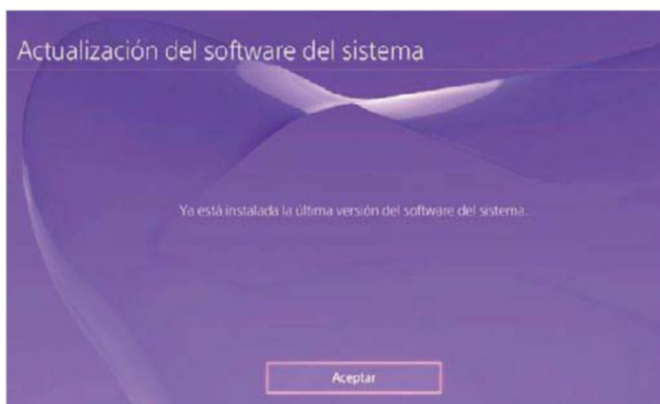 Actualización del software del sistema
Ya está instalada la última versión del software del sistema.
Aceptar